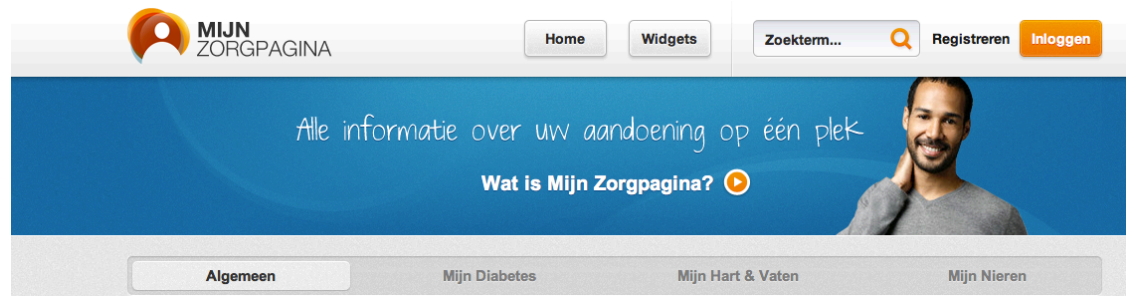 MIJN
ZORGPAGINA
Home Widgets Zoekterm... Registreren Inloggen
Alle informatie over uw aandoening op één plek
Wat is Mijn Zorgpagina?
Algemeen Mijn Diabetes Mijn Hart & Vaten Mijn Nieren